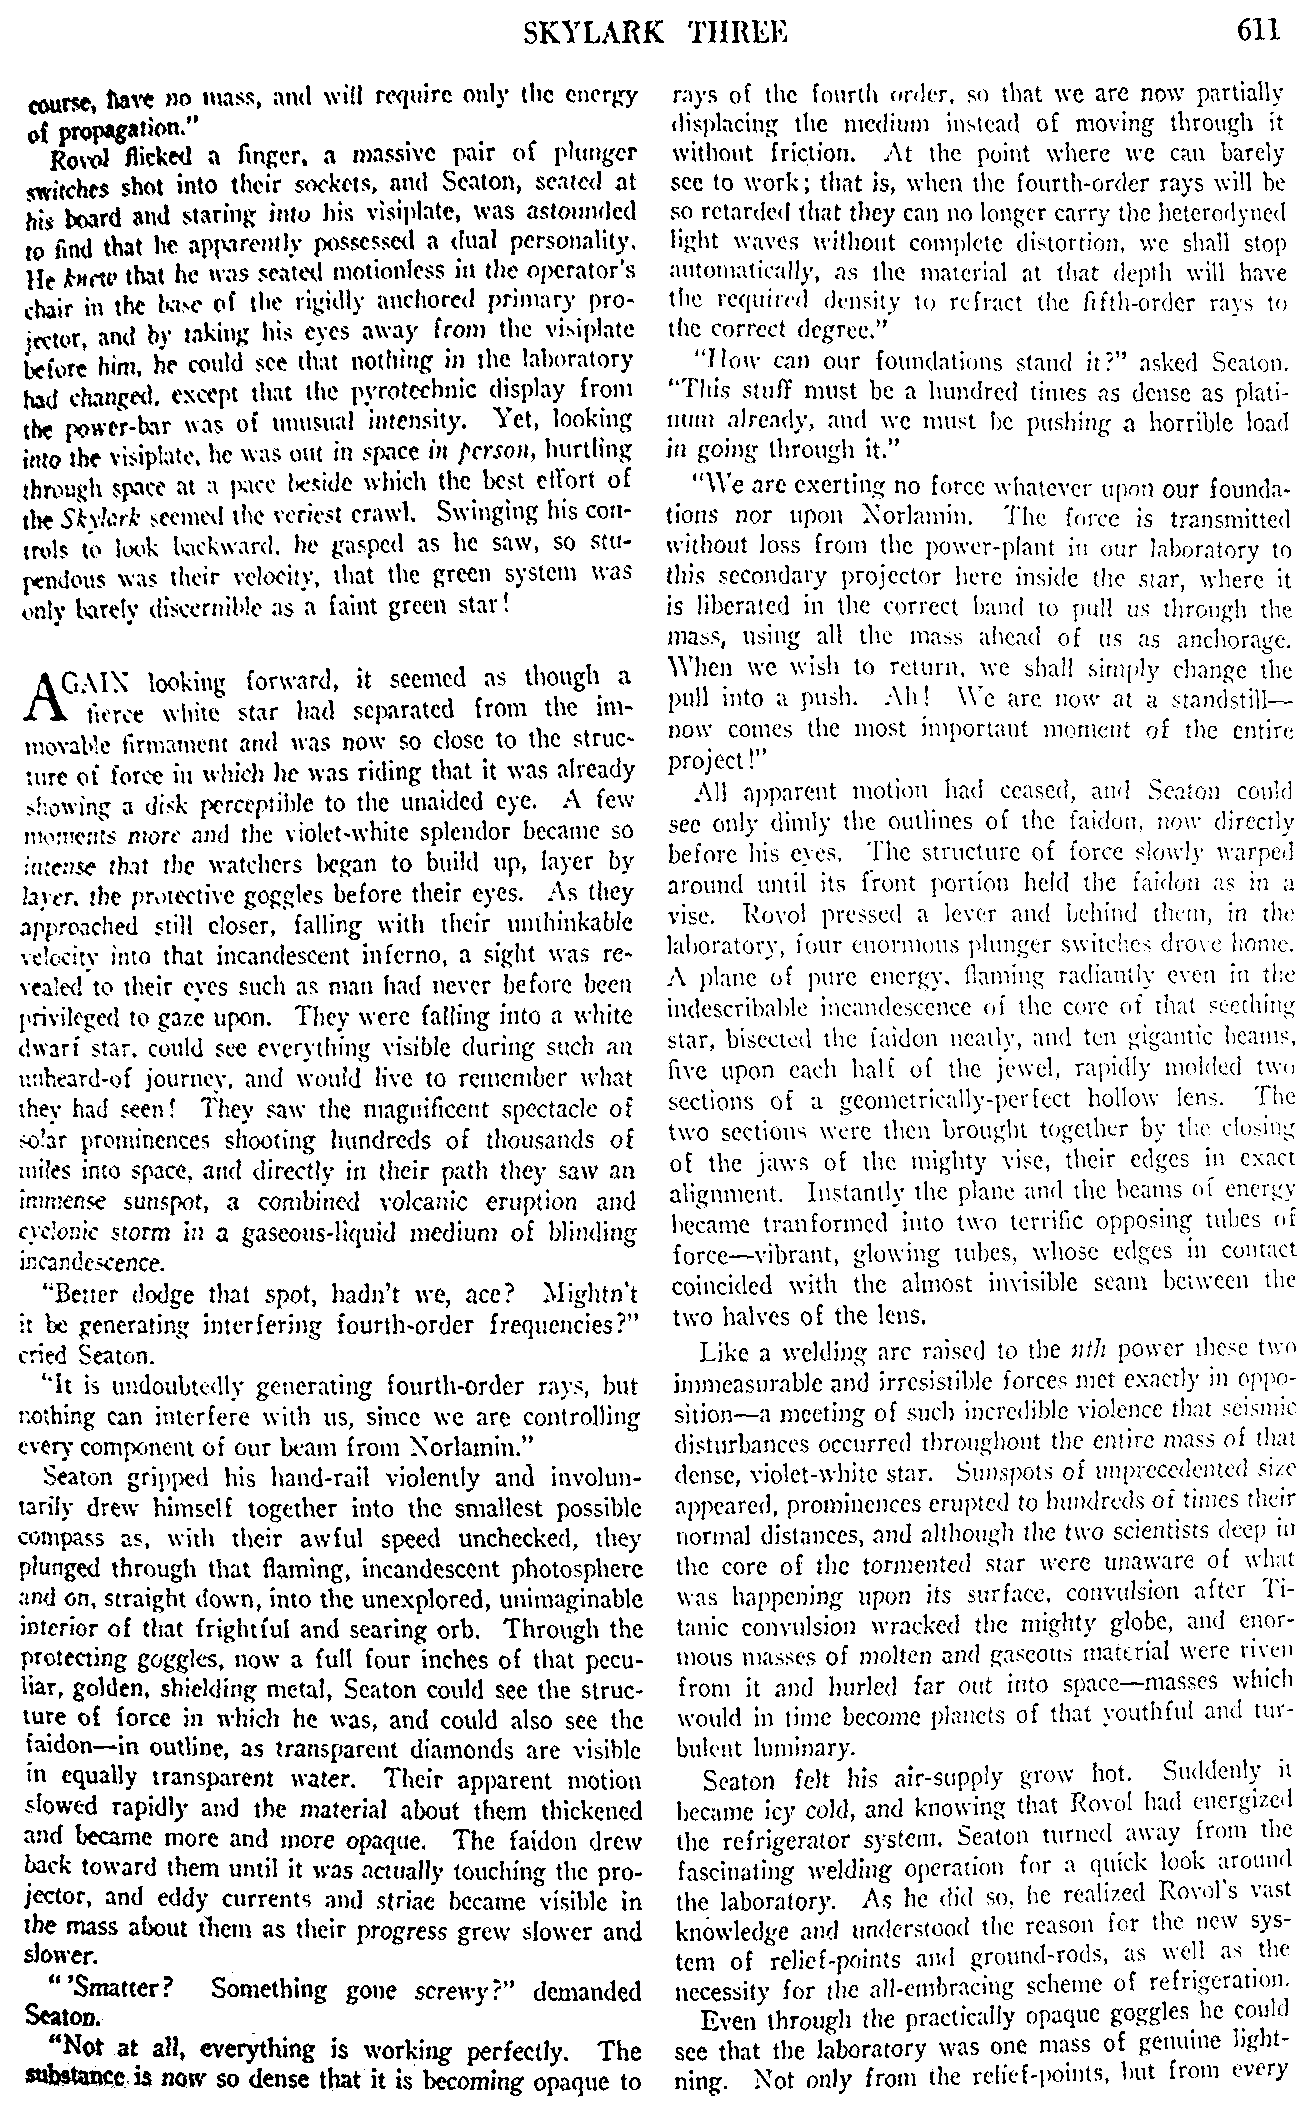 SKYLARK THREE
611
course, have no mass, and will require only the energy
of propagation."
Rovol flicked a finger, a massive pair of plunger
switches shot into their sockets, and Seaton, seated at
his board and staring into his visiplate, was astounded
to find that he apparently possessed a dual personality.
He knew that he was seated motionless in the operator's
chair in the base of the rigidly anchored primary pro-
jector, and by taking his eyes away from the visiplate
before him, he could see that nothing in the laboratory
had changed, except that the pyrotechnic display from
the power-bar was of unusual intensity. Yet, looking
into the visiplate, he was out in space in person, hurtling
through space at a pace beside which the best effort of
the Skylark seemed the veriest crawl. Swinging his con-
trols to look backward, he gasped as he saw, so stu-
pendous was their velocity, that the green system was
only barely discernible as a faint green star!
AGAIN looking forward, it seemed as though a
fierce white star had separated from the im-
movable firmament and was now so close to the struc-
ture of force in which he was riding that it was already
showing a disk perceptible to the unaided eye. A few
moments more and the violet-white splendor became so
intense that the watchers began to build up, layer by
layer, the protective goggles before their eyes. As they
approached still closer, falling with their unthinkable
velocity into that incandescent inferno, a sight was re-
vealed to their eyes such as man had never before been
privileged to gaze upon. They were falling into a white
dwarf star, could see everything visible during such an
unheard-of journey, and would live to remember what
they had seen! They saw the magnificent spectacle of
solar prominences shooting hundreds of thousands of
miles into space, and directly in their path they saw an
immense sunspot, a combined volcanic eruption and
cyclonic storm in a gaseous-liquid medium of blinding
incandescence.
"Better dodge that spot, hadn't we, ace? Mightn't
it be generating interfering fourth-order frequencies?"
cried Seaton.
"It is undoubtedly generating fourth-order rays, but
nothing can interfere with us, since we are controlling
every component of our beam from Norlamin."
Seaton gripped his hand-rail violently and involun-
tarily drew himself together into the smallest possible
compass as, with their awful speed unchecked, they
plunged through that flaming, incandescent photosphere
and on, straight down, into the unexplored, unimaginable
interior of that frightful and searing orb. Through the
protecting goggles, now a full four inches of that pecu-
liar, golden, shielding metal, Seaton could see the struc-
ture of force in which he was, and could also see the
faidon—in outline, as transparent diamonds are visible
in equally transparent water. Their apparent motion
slowed rapidly and the material about them thickened
and became more and more opaque. The faidon drew
back toward them until it was actually touching the pro-
jector, and eddy currents and striae became visible in
the mass about them as their progress grew slower and
slower.
"'Smatter? Something gone screwy?" demanded
Seaton.
"Not at all, everything is working perfectly. The
substance is now so dense that it is becoming opaque to
rays of the fourth order, so that we are now partially
displacing the medium instead of moving through it
without friction. At the point where we can barely
see to work; that is, when the fourth-order rays will be
so retarded that they can no longer carry the heterodyned
light waves without complete distortion, we shall stop
automatically, as the material at that depth will have
the required density to refract the fifth-order rays to
the correct degree."
"How can our foundations stand it?" asked Seaton.
"This stuff must be a hundred times as dense as plati-
num already, and we must be pushing a horrible load
in going through it."
"We are exerting no force whatever upon our founda-
tions nor upon Norlamin. The force is transmitted
without loss from the power-plant in our laboratory to
this secondary projector here inside the star, where it
is liberated in the correct band to pull us through the
mass, using all the mass ahead of us as anchorage.
When we wish to return, we shall simply change the
pull into a push. Ah! We are now at a standstill—
now comes the most important moment of the entire
project!"
All apparent motion had ceased, and Seaton could
see only dimly the outlines of the faidon, now directly
before his eyes. The structure of force slowly warped
around until its front portion held the faidon as in a
vise. Rovol pressed a lever and behind them, in the
laboratory, four enormous plunger switches drove home.
A plane of pure energy, flaming radiantly even in the
indescribable incandescence of the core of that seething
star, bisected the faidon neatly, and ten gigantic beams,
five upon each half of the jewel, rapidly molded two
sections of a geometrically-perfect hollow lens. The
two sections were then brought together by the closing
of the jaws of the mighty vise, their edges in exact
alignment. Instantly the plane and the beams of energy
became tranformed into two terrific opposing tubes of
force—vibrant, glowing tubes, whose edges in contact
coincided with the almost invisible seam between the
two halves of the lens.
Like a welding arc raised to the nth power these two
immeasurable and irresistible forces met exactly in oppo-
sition—a meeting of such incredible violence that seismic
disturbances occurred throughout the entire mass of that
dense, violet-white star. Sunspots of unprecedented size
appeared, prominences erupted to hundreds of times their
normal distances, and although the two scientists deep in
the core of the tormented star were unaware of what
was happening upon its surface, convulsion after Ti-
tanic convulsion wracked the mighty globe, and enor-
mous masses of molten and gaseous material were riven
from it and hurled far out into space—masses which
would in time become planets of that youthful and tur-
bulent luminary.
Seaton felt his air-supply grow hot. Suddenly it
became icy cold, and knowing that Rovol had energized
the refrigerator system, Seaton turned away from the
fascinating welding operation for a quick look around
the laboratory. As he did so, he realized Rovol's vast
knowledge and understood the reason for the new sys-
tem of relief-points and ground-rods, as well as the
necessity for the all-embracing scheme of refrigeration.
Even through the practically opaque goggles he could
see that the laboratory was one mass of genuine light-
ning. Not only from the relief-points, but from every